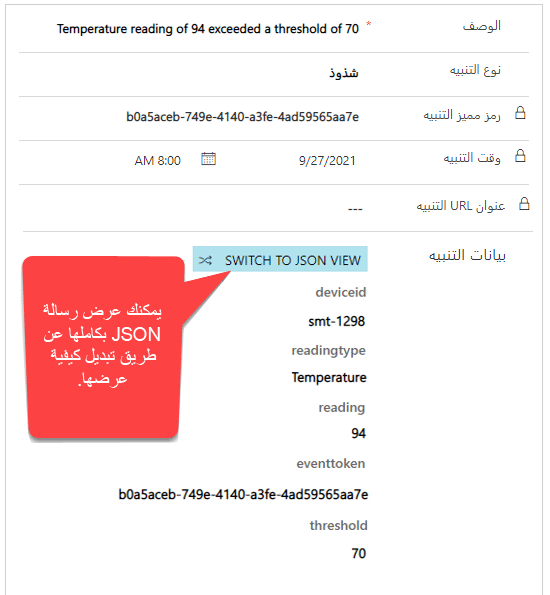 الوصف
* Temperature reading of 94 exceeded a threshold of 70
نوع التنبيه
شذوذ
رمز مميز التنبيه
b0a5aceb-749e-4140-a3fe-4ad59565aa7e
وقت التنبيه
9/27/2021
8:00 AM
عنوان URL التنبيه
---
بيانات التنبيه
SWITCH TO JSON VIEW
deviceid
smt-1298
readingtype
Temperature
reading
94
eventtoken
b0a5aceb-749e-4140-a3fe-4ad59565aa7e
threshold
70
يمكنك عرض رسالة
JSON بكاملها عن
طريق تبديل كيفية
عرضها.